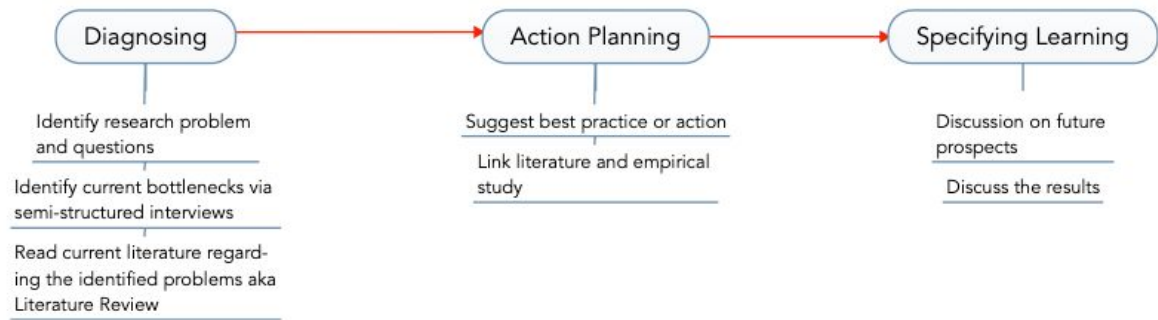 Diagnosing
Action Planning
Specifying Learning
Identify research problem
and questions
Identify current bottlenecks via
semi-structured interviews
Read current literature regard-
ing the identified problems aka
Literature Review
Suggest best practice or action
Link literature and empirical
study
Discussion on future
prospects
Discuss the results